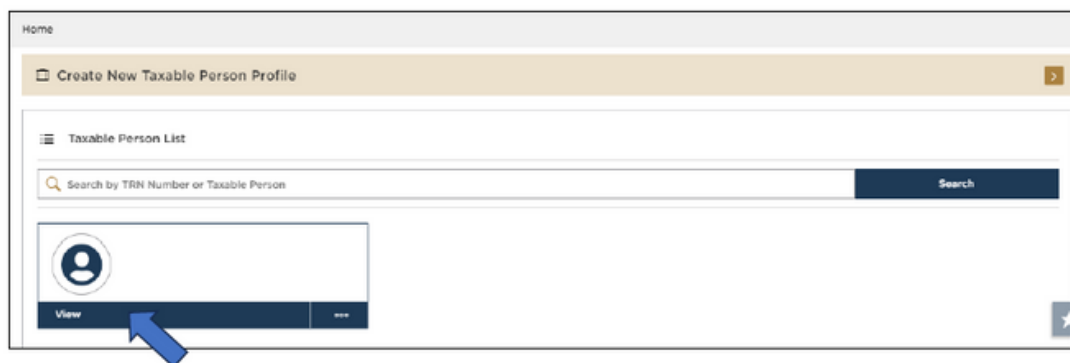 Home
Create New Taxable Person Profile
Taxable Person List
Search by TRN Number or Taxable Person
Search
View